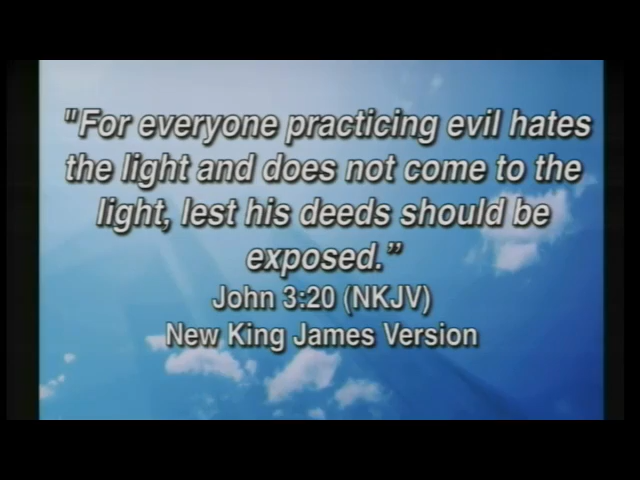 "For everyone practicing evil hates
the light and does not come to the
light, lest his deeds should be
exposed.”
John 3:20 (NKJV)
New King James Version